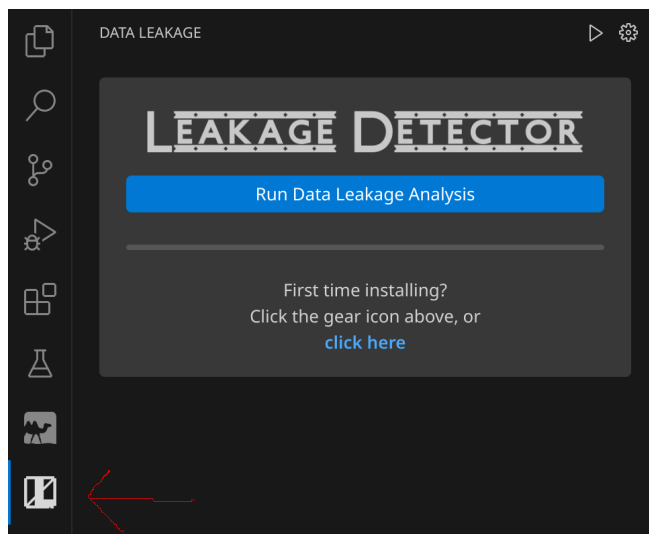 DATA LEAKAGE
LEAKAGE DETECTOR
Run Data Leakage Analysis
First time installing?
Click the gear icon above, or
click here